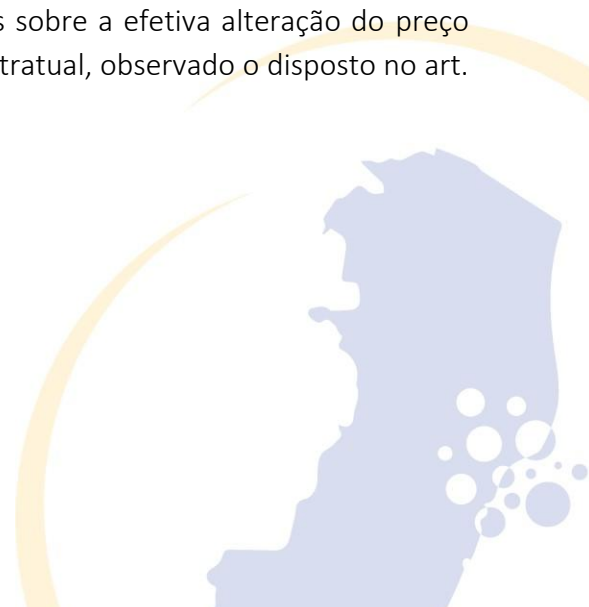 sobre a efetiva alteração do preço
tratual, observado o disposto no art.